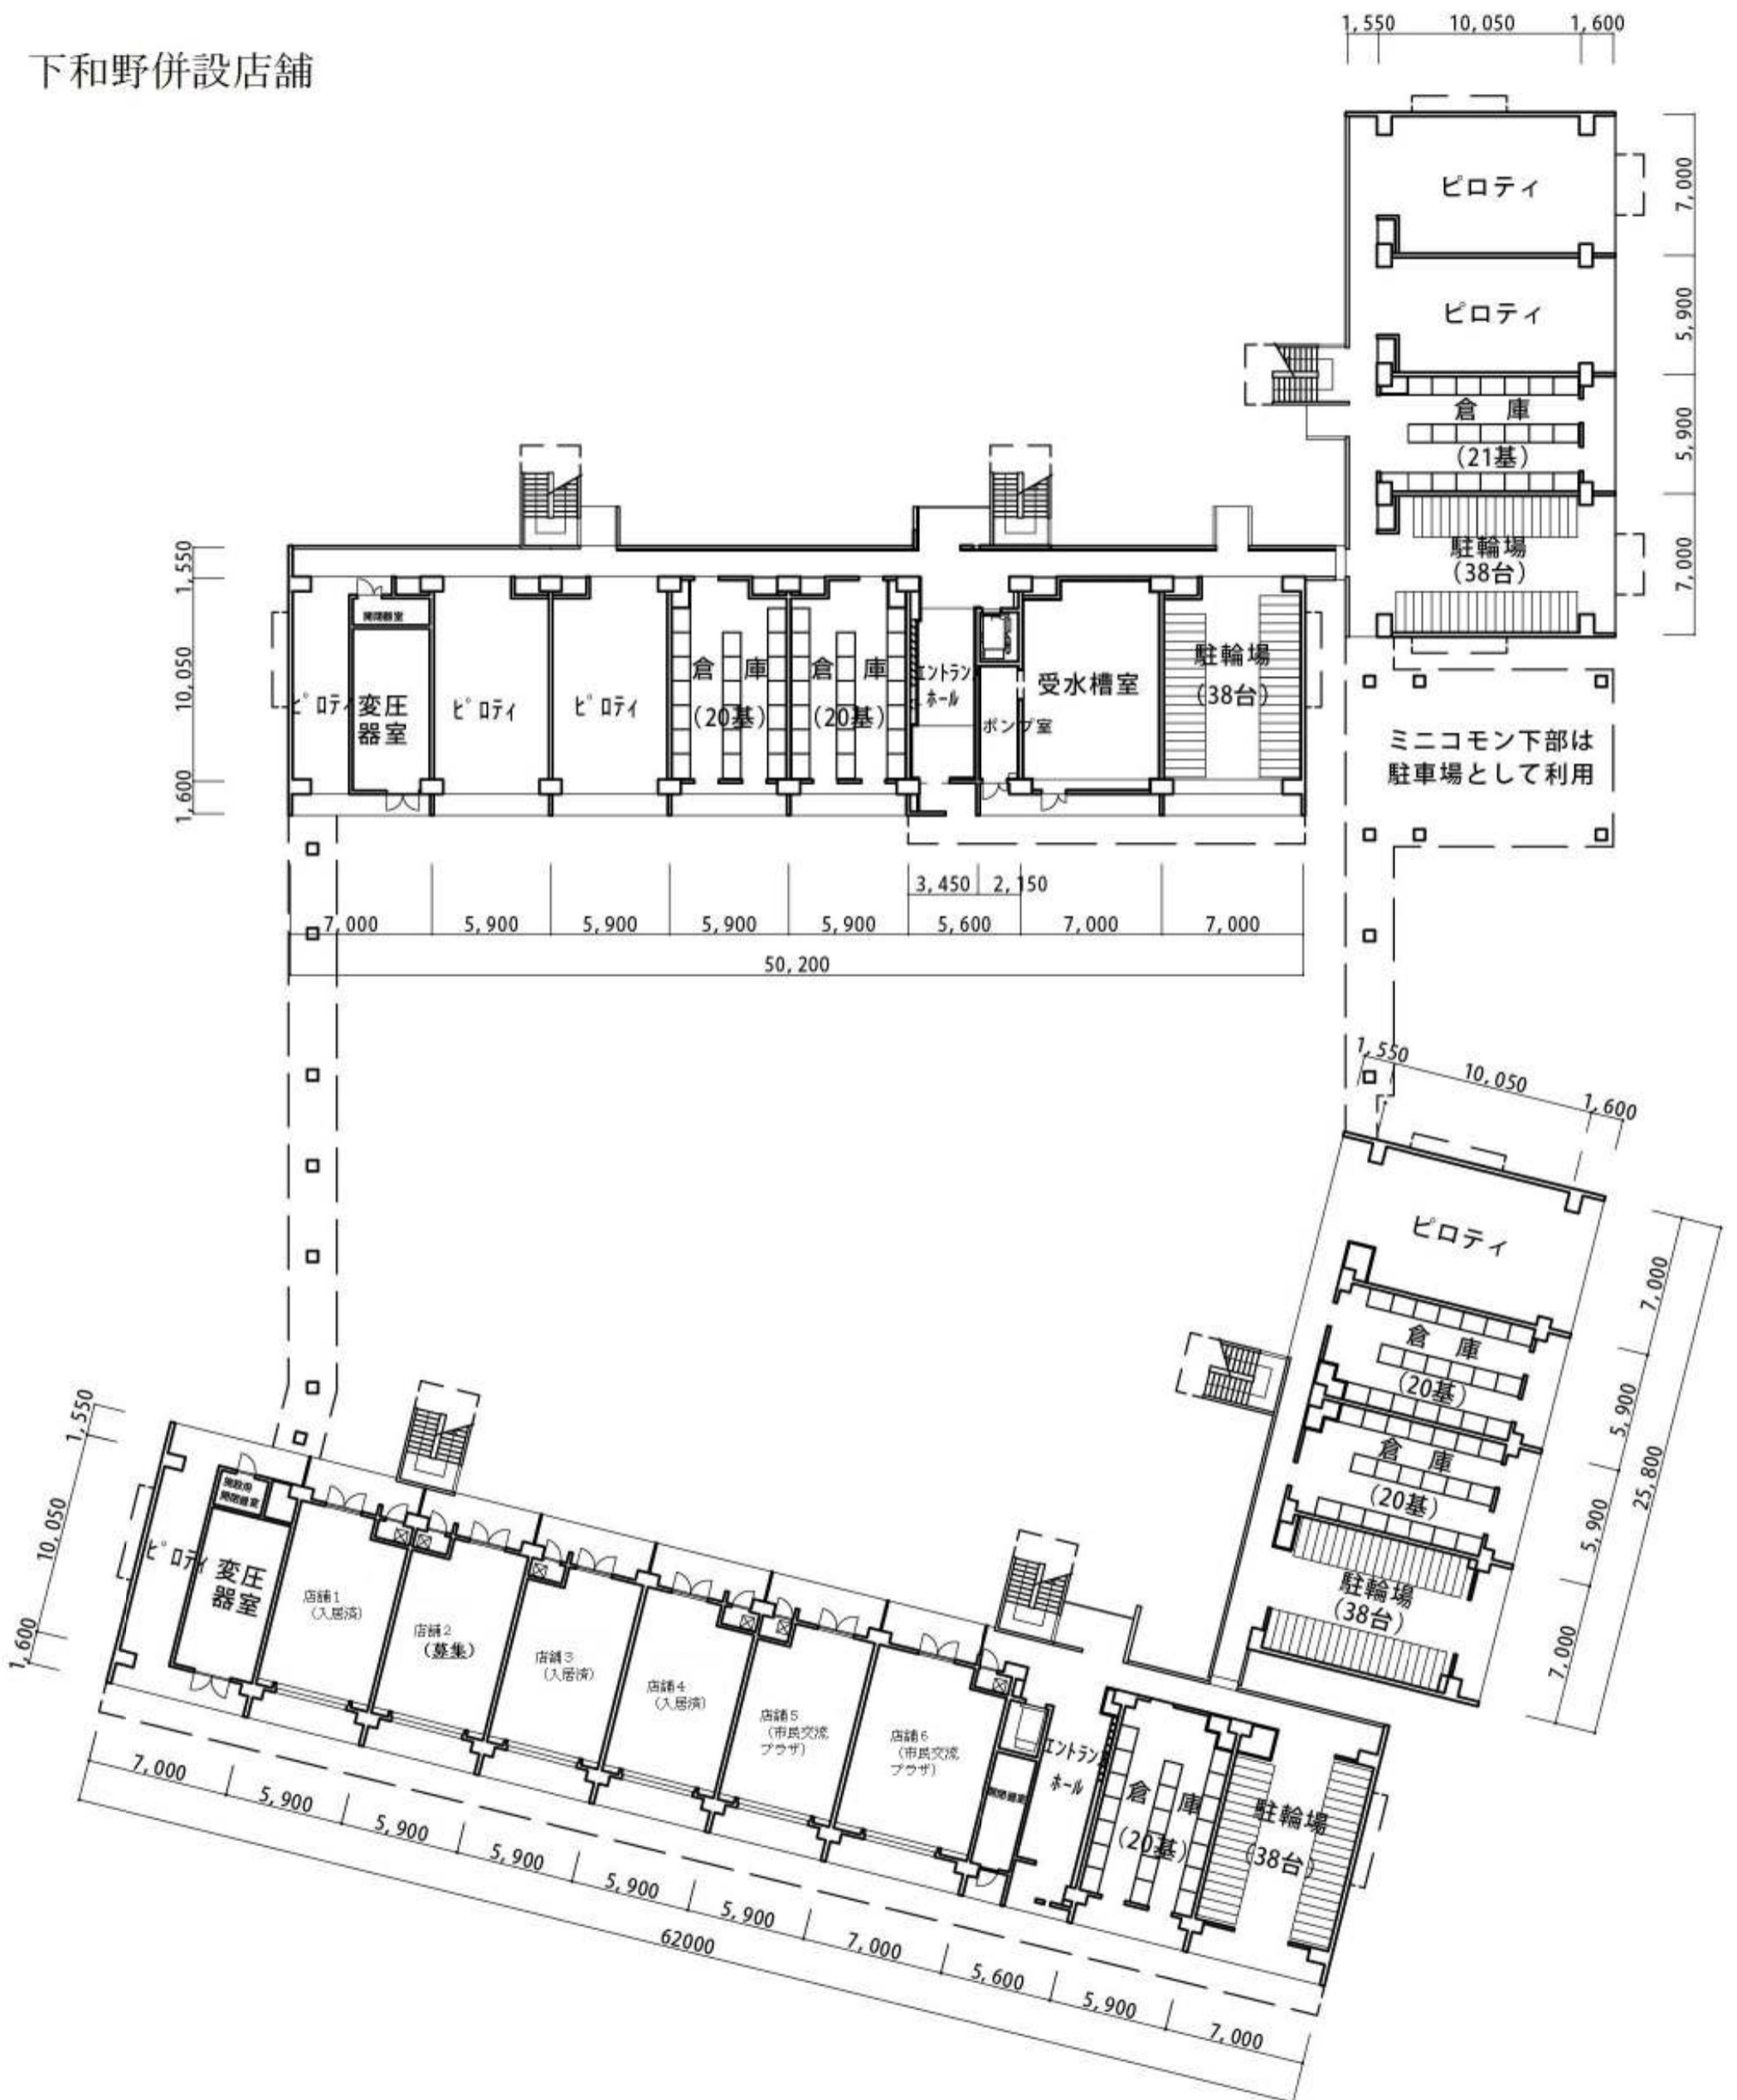 下和野併設店舗
1,550
10,050
1,600
ピロティ
7,000
ピロティ
5,900
倉庫
(21基)
5,900
駐輪場
(38台)
7,000
1,550
10,050
1,600
開閉器室
ピロティ
変圧
器室
ピロティ
ピロティ
倉庫
(20基)
倉庫
(20基)
エントランス
ホール
ポンプ室
受水槽室
駐輪場
(38台)
ミニコモン下部は
駐車場として利用
3,450
2,150
7,000
5,900
5,900
5,900
5,900
5,600
7,000
7,000
50,200
1,550
10,050
1,600
ピロティ
7,000
倉庫
(20基)
5,900
倉庫
(20基)
5,900
駐輪場
(38台)
7,000
25,800
1,550
10,050
1,600
開閉器室
ピロティ
変圧
器室
店舗1
(入居済)
店舗2
(募集)
店舗3
(入居済)
店舗4
(入居済)
店舗5
(市民交流
プラザ)
店舗6
(市民交流
プラザ)
開閉器室
エントラン
ホール
倉庫
(20基)
駐輪場
(38台)
7,000
5,900
5,900
5,900
5,900
5,900
7,000
5,600
5,900
7,000
62000